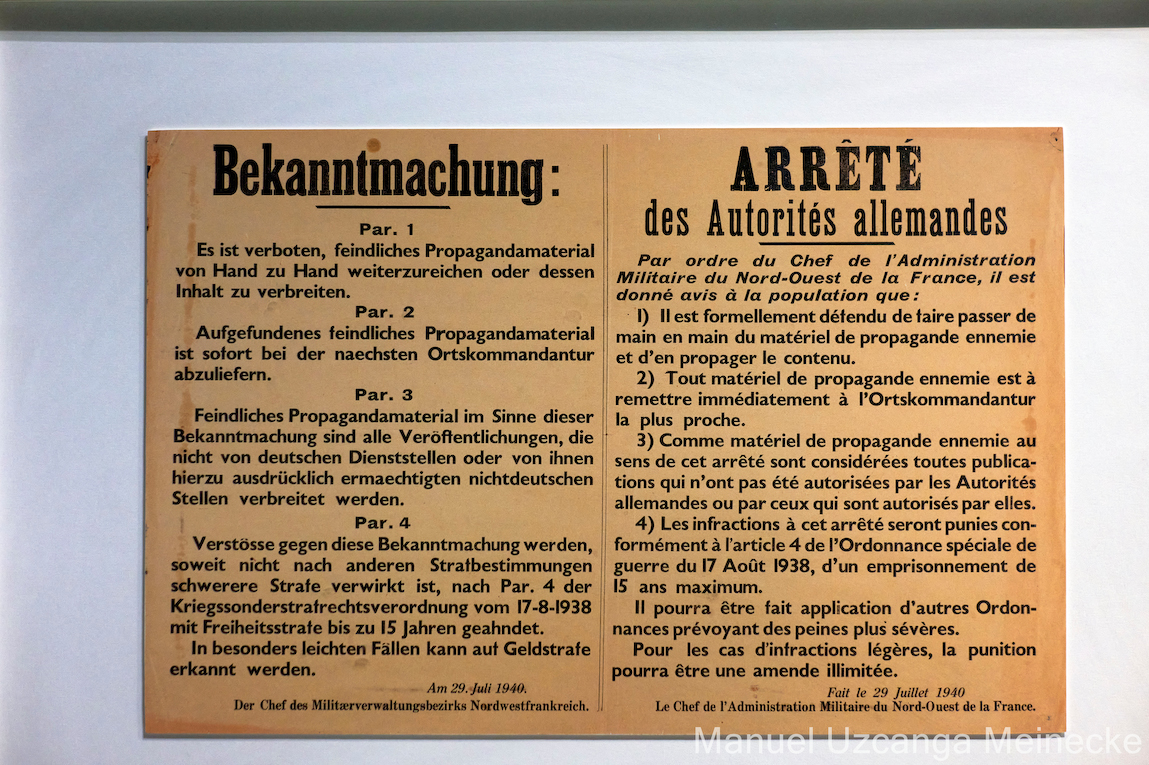 Bekanntmachung:
Par. 1
Es ist verboten, feindliches Propagandamaterial
von Hand zu Hand weiterzureichen oder dessen
Inhalt zu verbreiten.
Par. 2
Aufgefundenes feindliches Propagandamaterial
ist sofort bei der naechsten Ortskommandantur
abzuliefern.
Par. 3
Feindliches Propagandamaterial im Sinne dieser
Bekanntmachung sind alle Veröffentlichungen, die
nicht von deutschen Dienststellen oder von ihnen
hierzu ausdrücklich ermaechtigten nichtdeutschen
Stellen verbreitet werden.
Par. 4
Verstösse gegen diese Bekanntmachung werden,
soweit nicht nach anderen Strafbestimmungen
schwerere Strafe verwirkt ist, nach Par. 4 der
Kriegssonderstrafrechtsverordnung vom 17-8-1938
mit Freiheitsstrafe bis zu 15 Jahren geahndet.
In besonders leichten Fällen kann auf Geldstrafe
erkannt werden.
Am 29. Juli 1940.
Der Chef des Militærverwaltungsbezirks Nordwestfrankreich.
ARRÊTÉ
des Autorités allemandes
Par ordre du Chef de l'Administration
Militaire du Nord-Ouest de la France, il est
donné avis à la population que :
1) Il est formellement défendu de faire passer de
main en main du matériel de propagande ennemie
et d'en propager le contenu.
2) Tout matériel de propagande ennemie est à
remettre immédiatement à l'Ortskommandantur
la plus proche.
3) Comme matériel de propagande ennemie au
sens de cet arrêté sont considérées toutes publica-
tions qui n'ont pas été autorisées par les Autorités
allemandes ou par ceux qui sont autorisés par elles.
4) Les infractions à cet arrêté seront punies con-
formément à l'article 4 de l'Ordonnance spéciale de
guerre du 17 Août 1938, d'un emprisonnement de
15 ans maximum.
Il pourra être fait application d'autres Ordon-
nances prévoyant des peines plus sévères.
Pour les cas d'infractions légères, la punition
pourra être une amende illimitée.
Fait le 29 Juillet 1940
Le Chef de l'Administration Militaire du Nord-Ouest de la France.
Manuel Uzcanga Meinecke